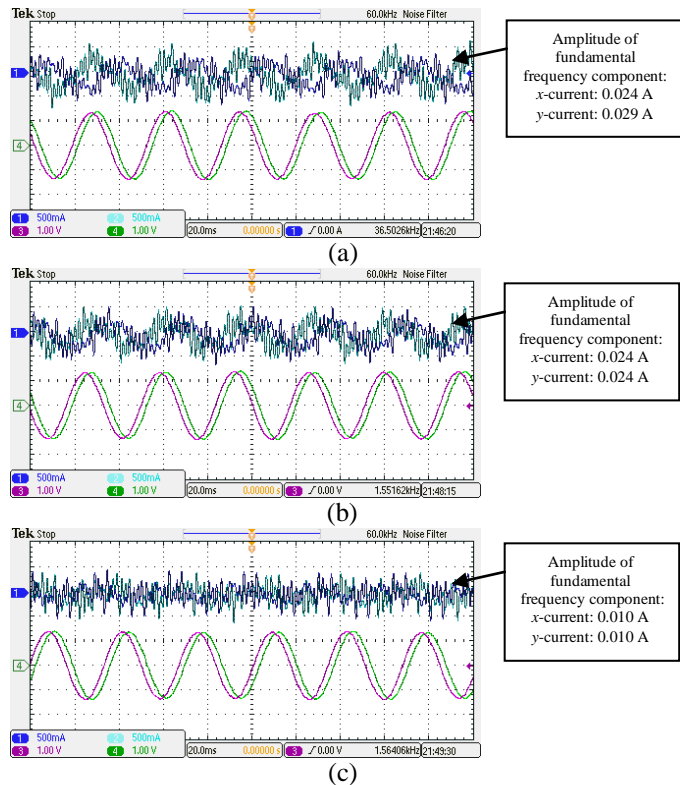 Tek Stop 60.0kHz Noise Filter
1
4
1 500mA 2 500mA
3 1.00 V 4 1.00 V
20.0ms 0.00000 s
1 ∫ 0.00 A 36.5026kHz 21:46:20
Amplitude of
fundamental
frequency component:
x-current: 0.024 A
y-current: 0.029 A
(a)
Tek Stop 60.0kHz Noise Filter
1
4
1 500mA 2 500mA
3 1.00 V 4 1.00 V
20.0ms 0.00000 s
3 ∫ 0.00 V 1.55162kHz 21:48:15
Amplitude of
fundamental
frequency component:
x-current: 0.024 A
y-current: 0.024 A
(b)
Tek Stop 60.0kHz Noise Filter
1
4
1 500mA 2 500mA
3 1.00 V 4 1.00 V
20.0ms 0.00000 s
3 ∫ 0.00 V 1.56406kHz 21:49:30
Amplitude of
fundamental
frequency component:
x-current: 0.010 A
y-current: 0.010 A
(c)